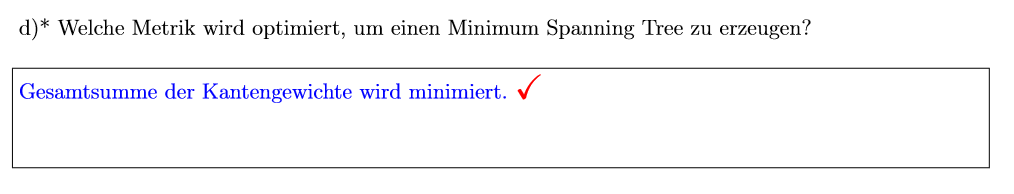 d)* Welche Metrik wird optimiert, um einen Minimum Spanning Tree zu erzeugen?
Gesamtsumme der Kantengewichte wird minimiert. ✓